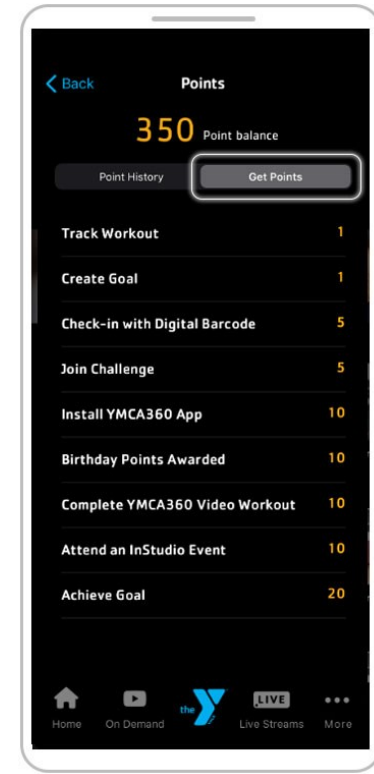 Back Points
350 Point balance
Point History Get Points
Track Workout 1
Create Goal 1
Check-in with Digital Barcode 5
Join Challenge 5
Install YMCA360 App 10
Birthday Points Awarded 10
Complete YMCA360 Video Workout 10
Attend an InStudio Event 10
Achieve Goal 20
the Y LIVE
Home On Demand Live Streams More